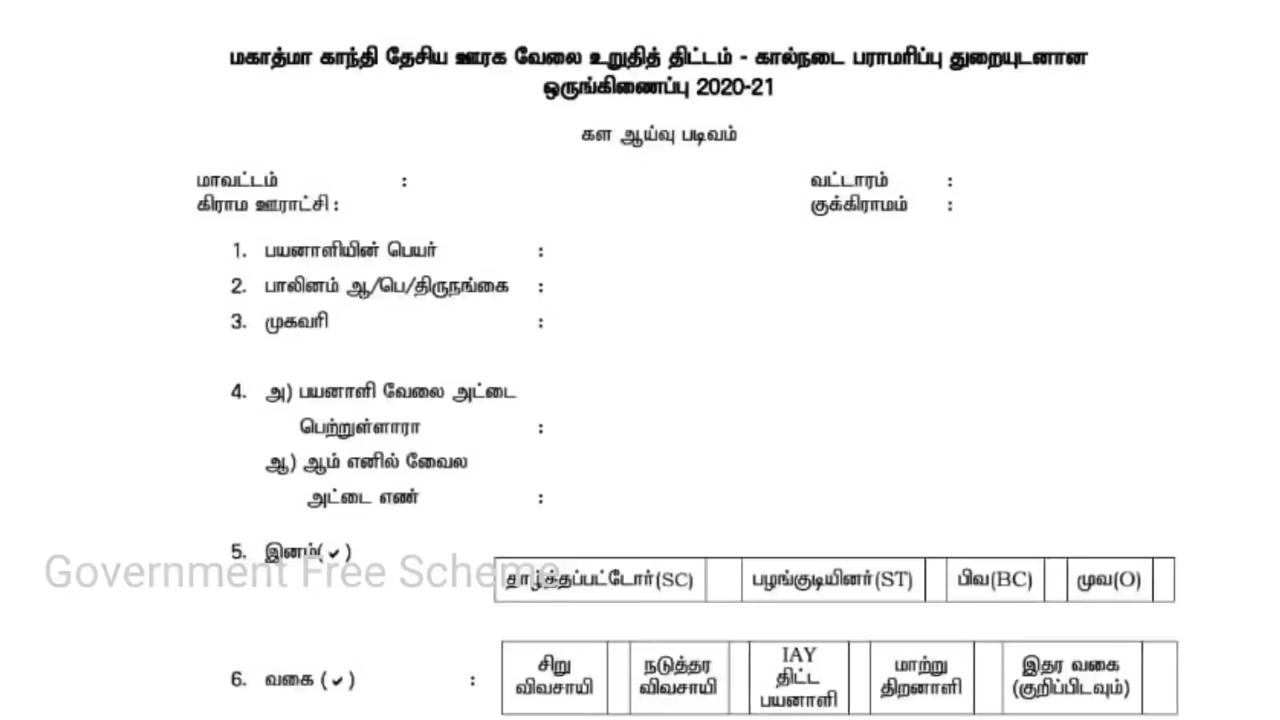 மகாத்மா காந்தி தேசிய ஊரக வேலை உறுதித் திட்டம் - கால்நடை பராமரிப்பு துறையுடனான
ஒருங்கிணைப்பு 2020-21
கள ஆய்வு படிவம்
மாவட்டம் : வட்டாரம் :
கிராம ஊராட்சி : குக்கிராமம் :
1. பயனாளியின் பெயர் :
2. பாலினம் ஆ/பெ/திருநங்கை :
3. முகவரி :
4. அ) பயனாளி வேலை அட்டை
பெற்றுள்ளாரா :
ஆ) ஆம் எனில் வேைல
அட்டை எண் :
5. இனம்(✓)
Government Free Scheme
தாழ்த்தப்பட்டோர்(SC) பழங்குடியினர்(ST) பிவ(BC) முவ(O)
6. வகை (✓) : சிறு விவசாயி நடுத்தர விவசாயி IAY திட்ட பயனாளி மாற்று திறனாளி இதர வகை (குறிப்பிடவும்)